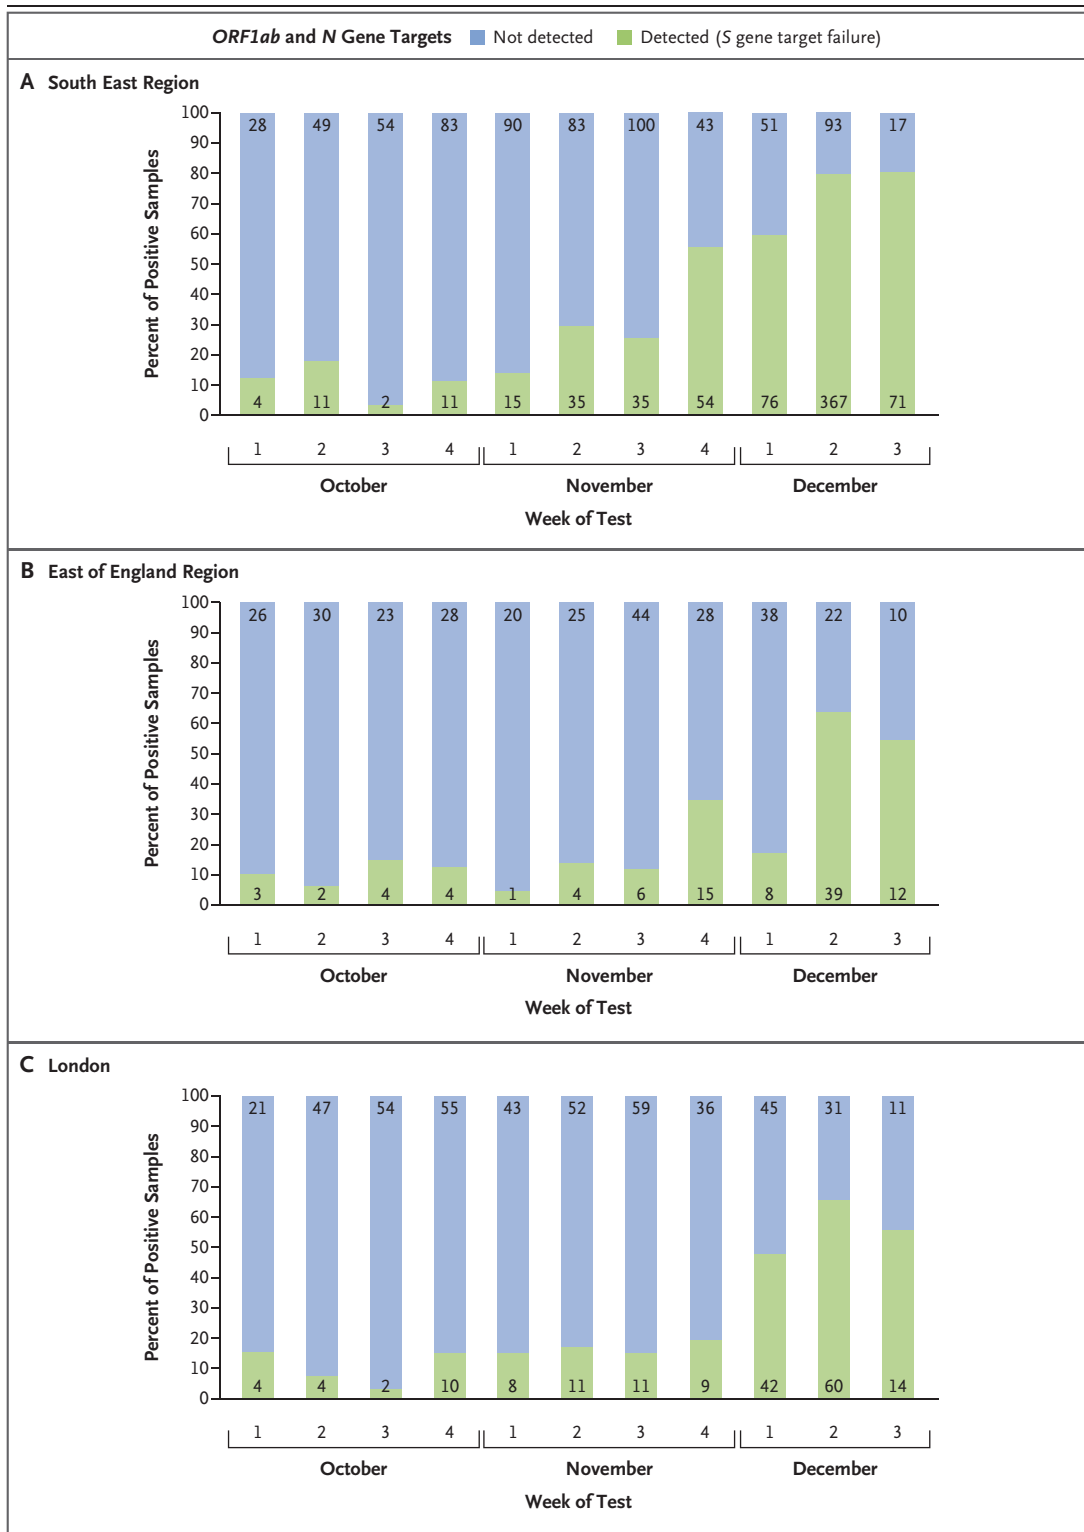 ORF1ab and N Gene Targets Not detected Detected (S gene target failure)
A South East Region
Percent of Positive Samples
100
90
80
70
60
50
40
30
20
10
0
28 49 54 83 90 83 100 43 51 93 17
4 11 2 11 15 35 35 54 76 367 71
1 2 3 4 1 2 3 4 1 2 3
October November December
Week of Test
B East of England Region
Percent of Positive Samples
100
90
80
70
60
50
40
30
20
10
0
26 30 23 28 20 25 44 28 38 22 10
3 2 4 4 1 4 6 15 8 39 12
1 2 3 4 1 2 3 4 1 2 3
October November December
Week of Test
C London
Percent of Positive Samples
100
90
80
70
60
50
40
30
20
10
0
21 47 54 55 43 52 59 36 45 31 11
4 4 2 10 8 11 11 9 42 60 14
1 2 3 4 1 2 3 4 1 2 3
October November December
Week of Test